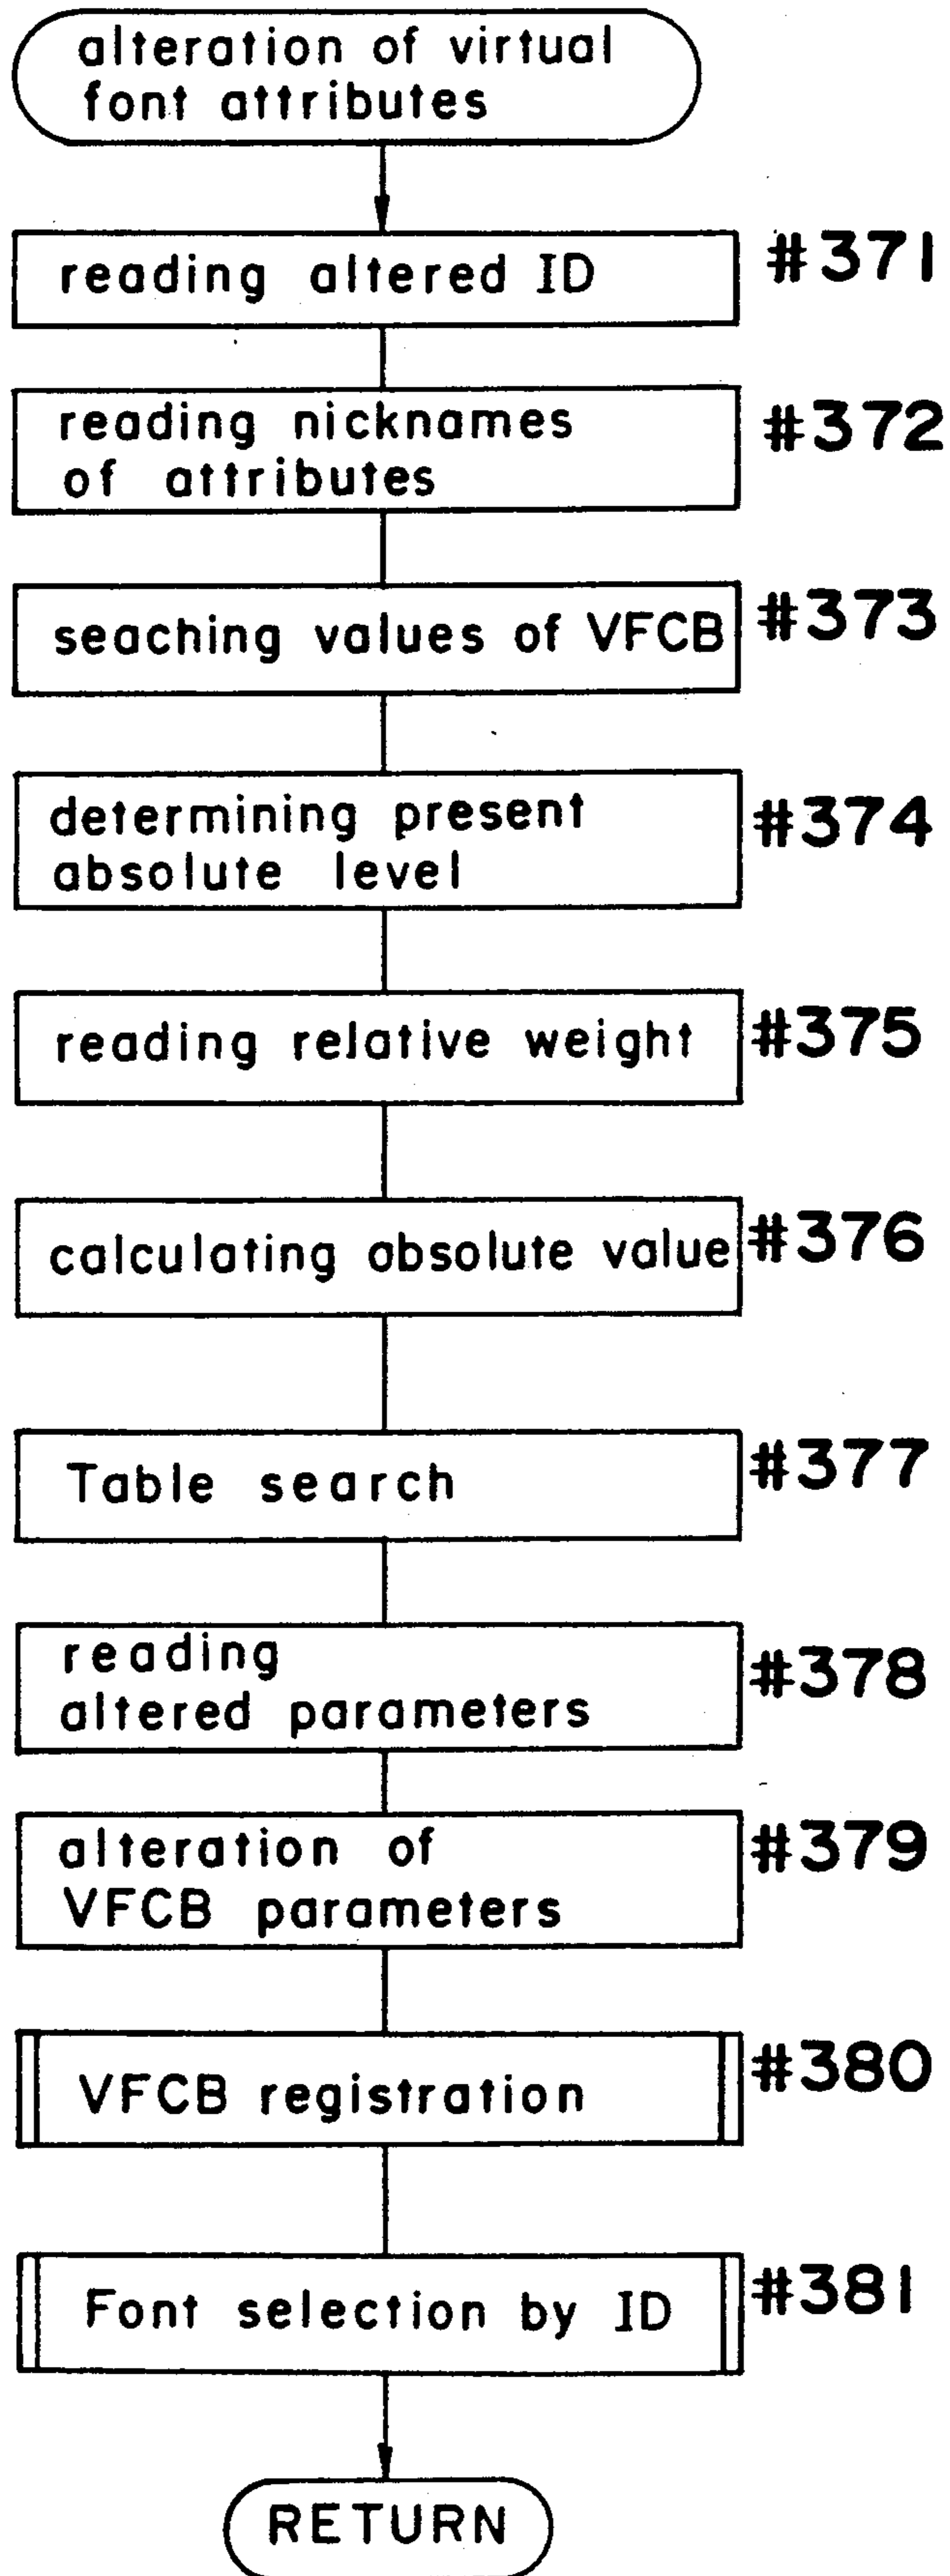 alteration of virtual
font attributes
reading altered ID
#371
reading nicknames
of attributes
#372
seaching values of VFCB
#373
determining present
absolute level
#374
reading relative weight
#375
calculating absolute value
#376
Table search
#377
reading
altered parameters
#378
alteration of
VFCB parameters
#379
VFCB registration
#380
Font selection by ID
#381
RETURN